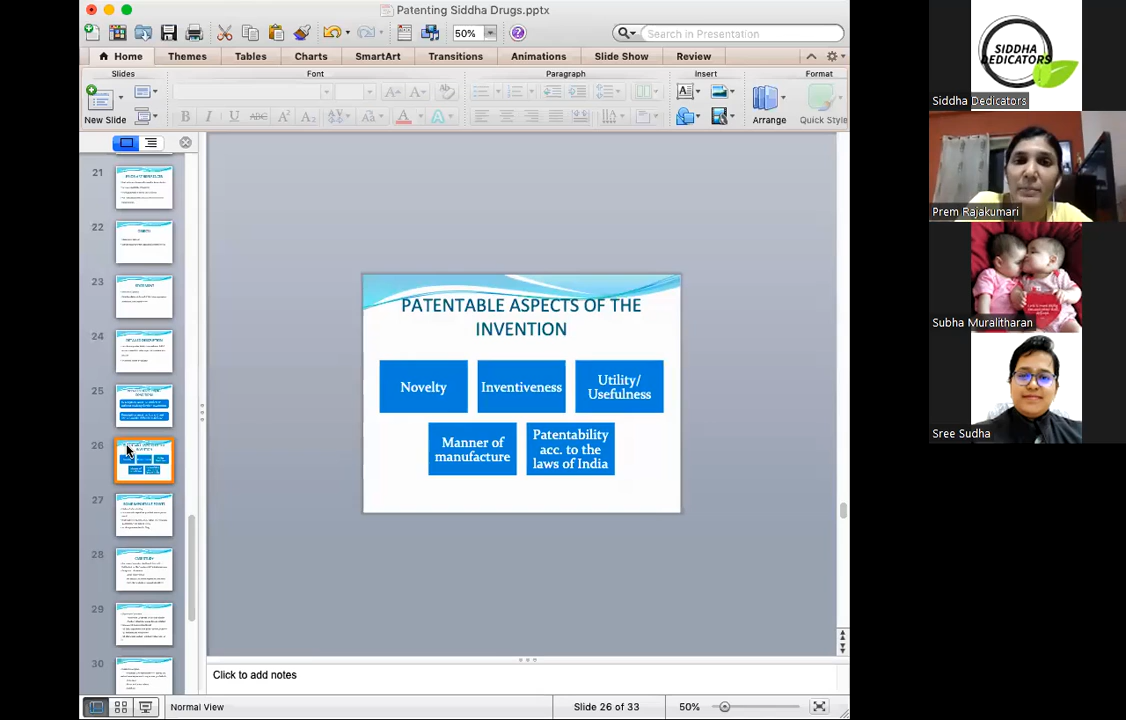 Patenting Siddha Drugs.pptx
50%
Search in Presentation
Home
Themes
Tables
Charts
SmartArt
Transitions
Animations
Slide Show
Review
Slides
Font
Paragraph
Insert
Format
New Slide
B
I
U
ABC
A
Arrange
Quick Style
21
22
23
24
25
26
27
28
29
30
PATENTABLE ASPECTS OF THE
INVENTION
Novelty
Inventiveness
Utility/
Usefulness
Manner of
manufacture
Patentability
acc. to the
laws of India
Click to add notes
Normal View
Slide 26 of 33
50%
SIDDHA
DEDICATORS
Siddha Dedicators
Prem Rajakumari
Subha Muralitharan
Sree Sudha